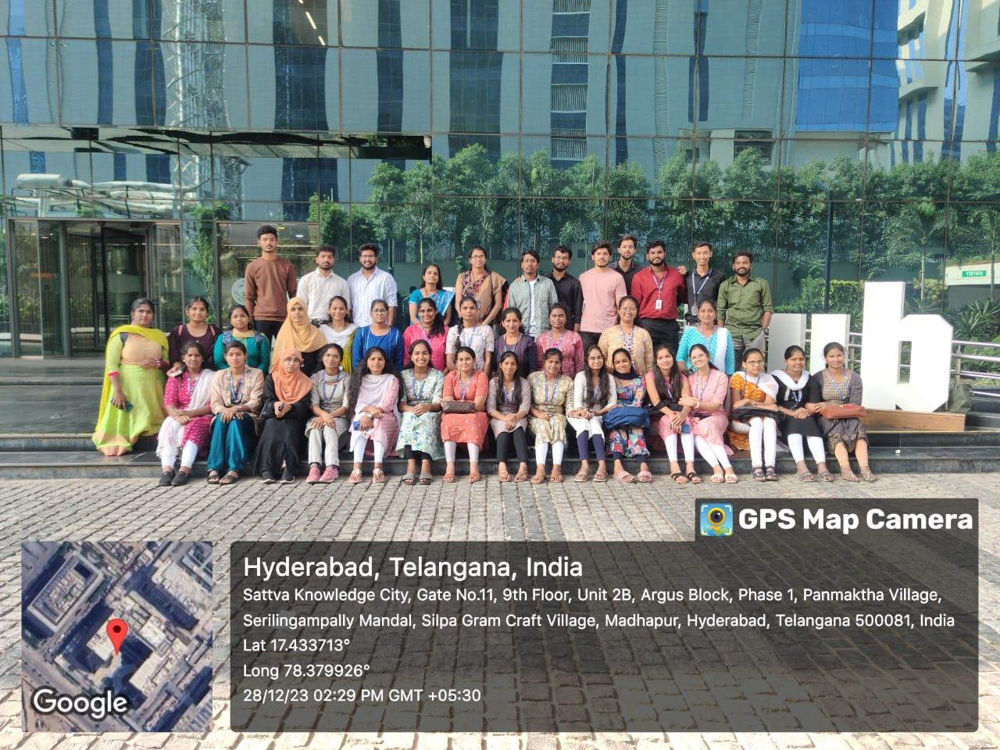 ub
ENTRY
GPS Map Camera
Hyderabad, Telangana, India
Sattva Knowledge City, Gate No.11, 9th Floor, Unit 2B, Argus Block, Phase 1, Panmaktha Village,
Serilingampally Mandal, Silpa Gram Craft Village, Madhapur, Hyderabad, Telangana 500081, India
Lat 17.433713°
Long 78.379926°
28/12/23 02:29 PM GMT +05:30
Google